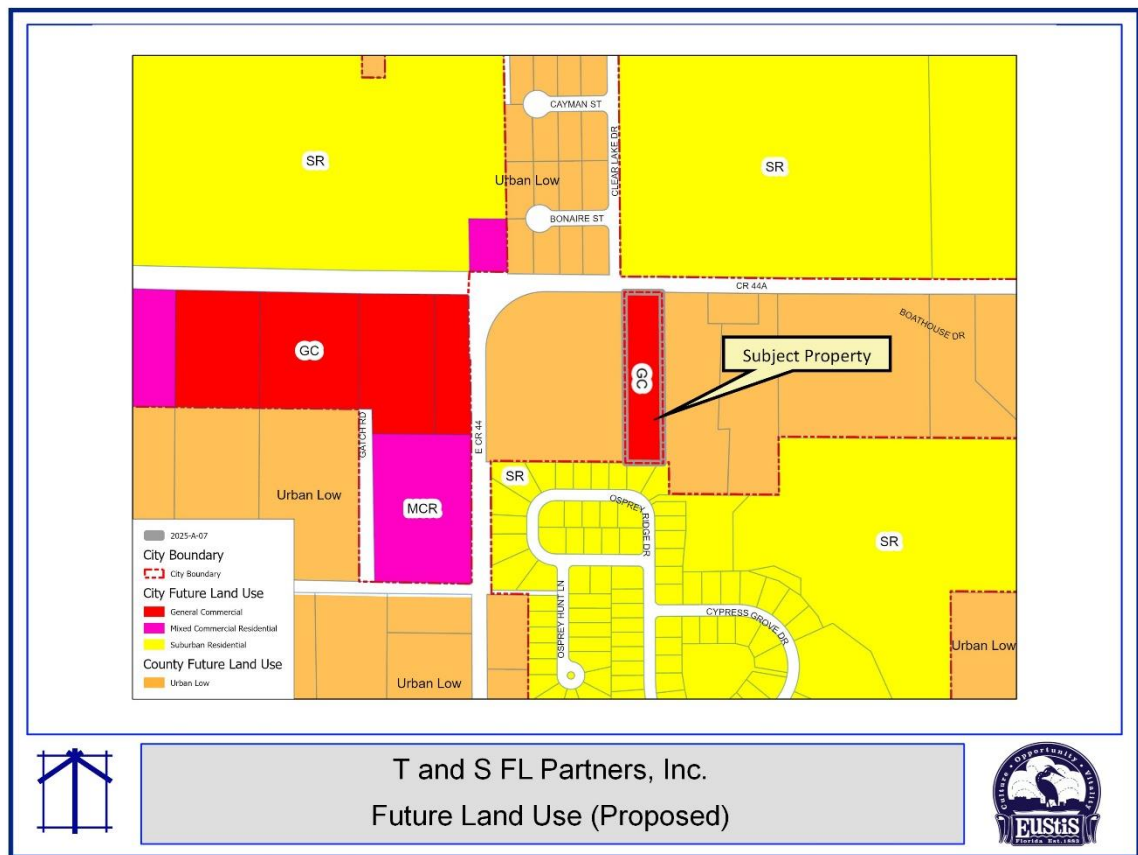 CAYMAN ST
CLEAR LAKE DR
SR
Urban Low
SR
BONAIRE ST
CR 44A
BOATHOUSE DR
GC
GC
Subject Property
GATCH RD
E CR 44
SR
Urban Low
MCR
OSPREY RIDGE DR
SR
OSPREY HUNT LN
CYPRESS GROVE DR
Urban Low
Urban Low
2025-A-07
City Boundary
City Boundary
City Future Land Use
General Commercial
Mixed Commercial Residential
Suburban Residential
County Future Land Use
Urban Low
T and S FL Partners, Inc.
Future Land Use (Proposed)
Culture • Opportunity • Vitality
EUSTIS
Florida Est. 1883